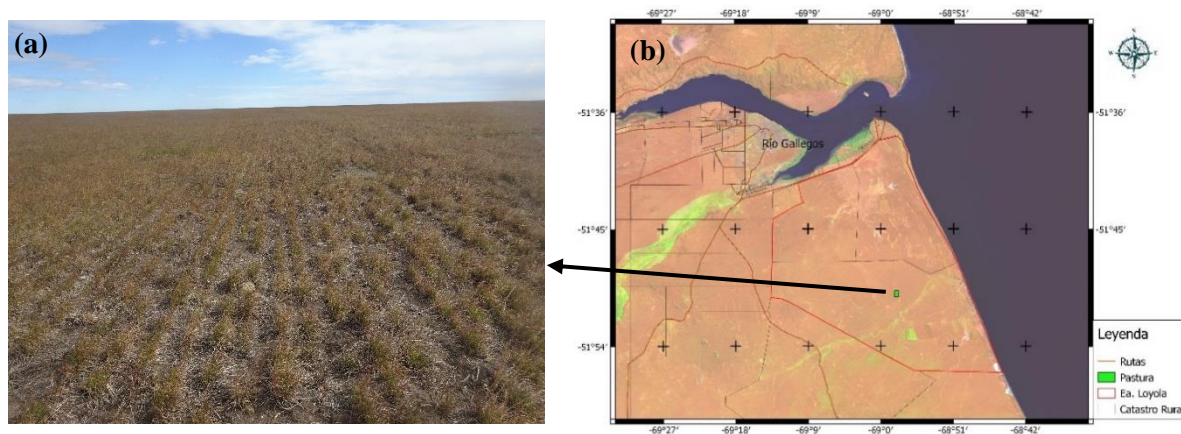 (a)
(b)
-69°27' -69°18' -69°9' -69°0' -68°51' -68°42'
-51°36' -51°36'
Río Gallegos
-51°45' -51°45'
-51°54' -51°54'
N
W E
S
Leyenda
Rutas
Pastura
Ea. Loyola
Catastro Rura
-69°27' -69°18' -69°9' -69°0' -68°51' -68°42'